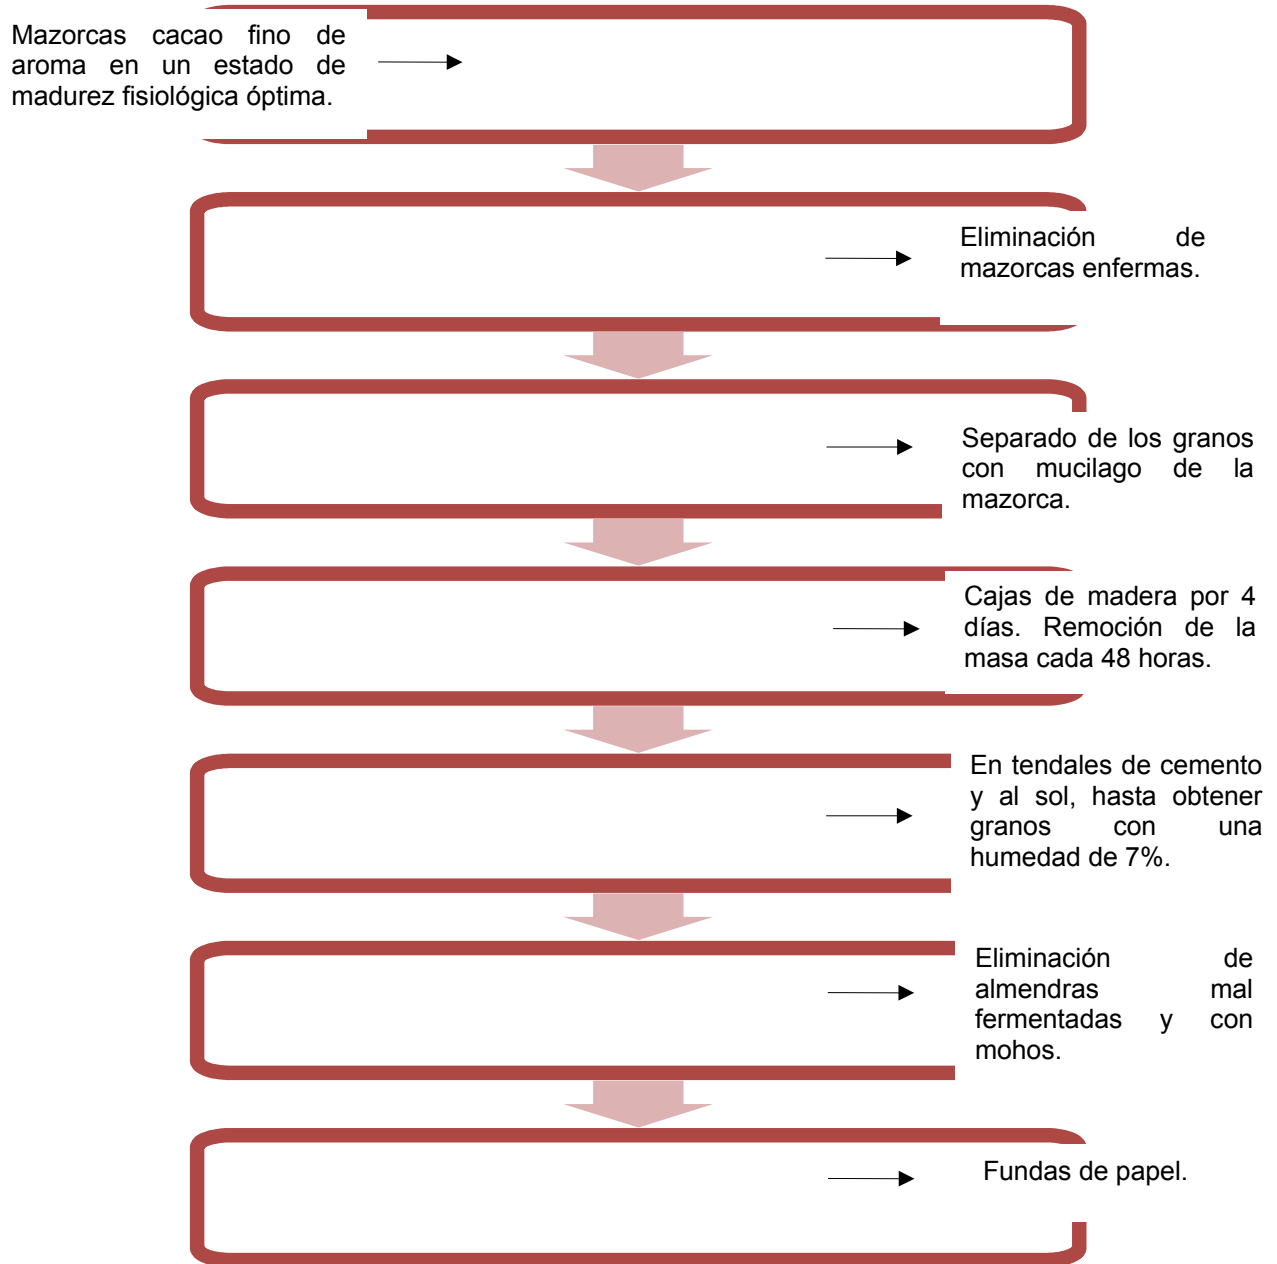 Mazorcas cacao fino de
aroma en un estado de
madurez fisiológica óptima.
Eliminación de
mazorcas enfermas.
Separado de los granos
con mucilago de la
mazorca.
Cajas de madera por 4
días. Remoción de la
masa cada 48 horas.
En tendales de cemento
y al sol, hasta obtener
granos con una
humedad de 7%.
Eliminación de
almendras mal
fermentadas y con
mohos.
Fundas de papel.